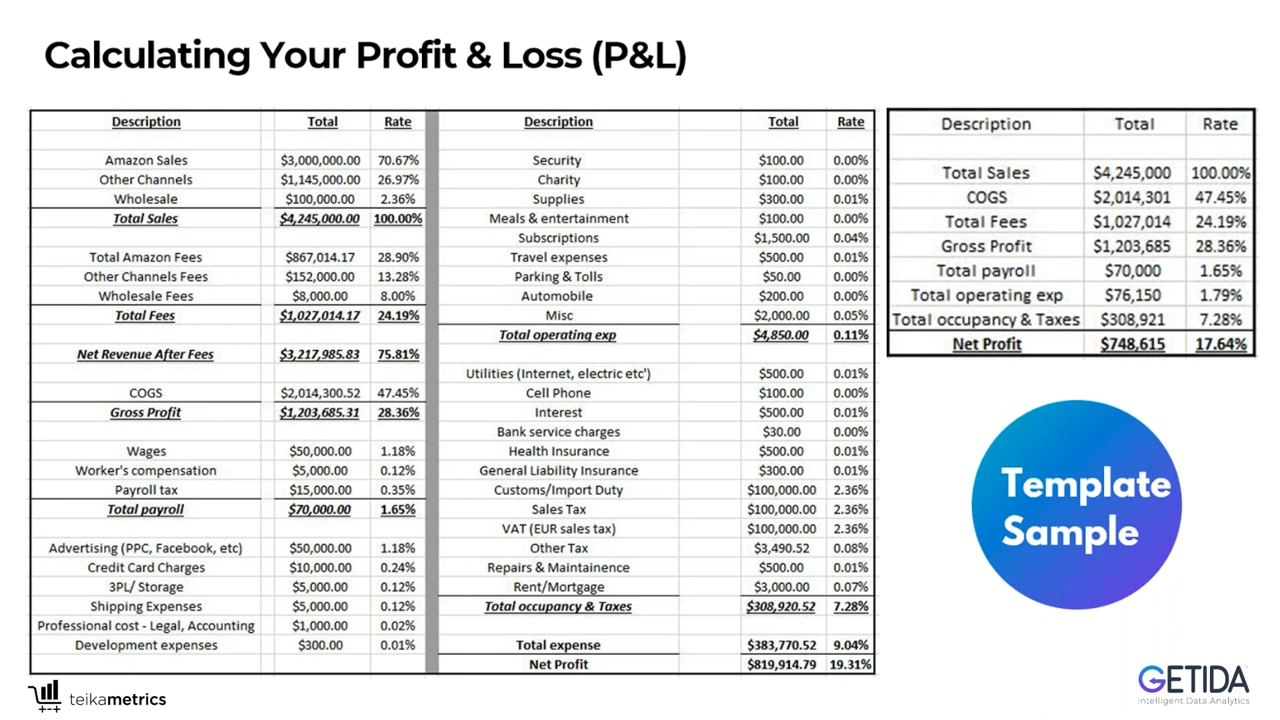 Calculating Your Profit & Loss (P&L)
Description Total Rate
Amazon Sales $3,000,000.00 70.67%
Other Channels $1,145,000.00 26.97%
Wholesale $100,000.00 2.36%
Total Sales $4,245,000.00 100.00%
Total Amazon Fees $867,014.17 28.90%
Other Channels Fees $152,000.00 13.28%
Wholesale Fees $8,000.00 8.00%
Total Fees $1,027,014.17 24.19%
Net Revenue After Fees $3,217,985.83 75.81%
COGS $2,014,300.52 47.45%
Gross Profit $1,203,685.31 28.36%
Wages $50,000.00 1.18%
Worker's compensation $5,000.00 0.12%
Payroll tax $15,000.00 0.35%
Total payroll $70,000.00 1.65%
Advertising (PPC, Facebook, etc) $50,000.00 1.18%
Credit Card Charges $10,000.00 0.24%
3PL/ Storage $5,000.00 0.12%
Shipping Expenses $5,000.00 0.12%
Professional cost - Legal, Accounting $1,000.00 0.02%
Development expenses $300.00 0.01%
Description Total Rate
Security $100.00 0.00%
Charity $100.00 0.00%
Supplies $300.00 0.01%
Meals & entertainment $100.00 0.00%
Subscriptions $1,500.00 0.04%
Travel expenses $500.00 0.01%
Parking & Tolls $50.00 0.00%
Automobile $200.00 0.00%
Misc $2,000.00 0.05%
Total operating exp $4,850.00 0.11%
Utilities (Internet, electric etc') $500.00 0.01%
Cell Phone $100.00 0.00%
Interest $500.00 0.01%
Bank service charges $30.00 0.00%
Health Insurance $500.00 0.01%
General Liability Insurance $300.00 0.01%
Customs/Import Duty $100,000.00 2.36%
Sales Tax $100,000.00 2.36%
VAT (EUR sales tax) $100,000.00 2.36%
Other Tax $3,490.52 0.08%
Repairs & Maintainence $500.00 0.01%
Rent/Mortgage $3,000.00 0.07%
Total occupancy & Taxes $308,920.52 7.28%
Total expense $383,770.52 9.04%
Net Profit $819,914.79 19.31%
Description Total Rate
Total Sales $4,245,000 100.00%
COGS $2,014,301 47.45%
Total Fees $1,027,014 24.19%
Gross Profit $1,203,685 28.36%
Total payroll $70,000 1.65%
Total operating exp $76,150 1.79%
Total occupancy & Taxes $308,921 7.28%
Net Profit $748,615 17.64%
Template
Sample
teikametrics
GETIDA
Intelligent Data Analytics